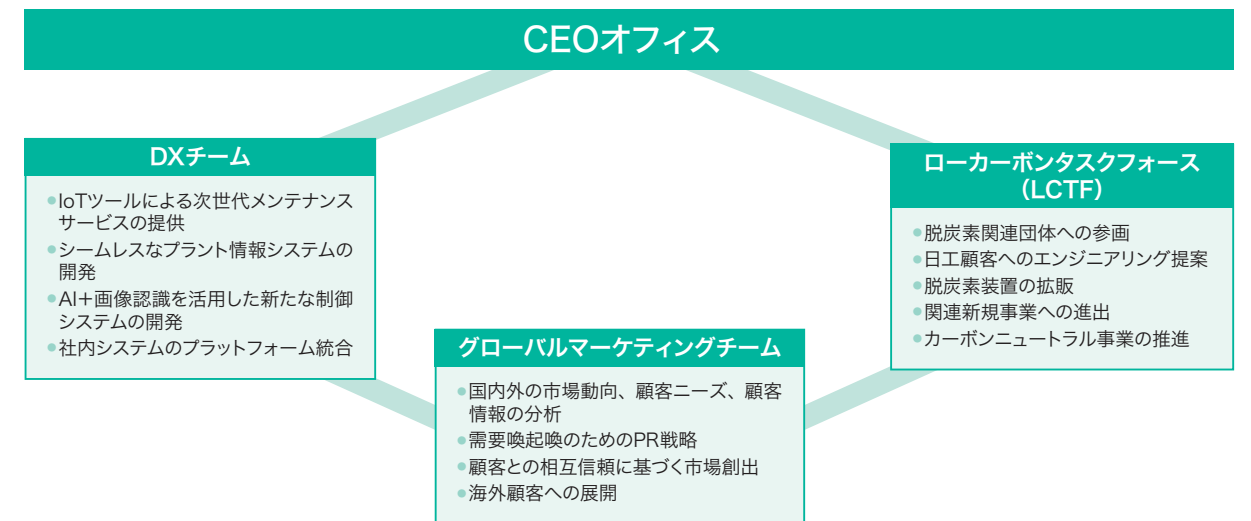 CEOオフィス
DXチーム
●IoTツールによる次世代メンテナンス
サービスの提供
●シームレスなプラント情報システムの
開発
●AI＋画像認識を活用した新たな制御
システムの開発
●社内システムのプラットフォーム統合
ローカーボンタスクフォース
（LCTF）
●脱炭素関連団体への参画
●日工顧客へのエンジニアリング提案
●脱炭素装置の拡販
●関連新規事業への進出
●カーボンニュートラル事業の推進
グローバルマーケティングチーム
●国内外の市場動向、顧客ニーズ、顧客
情報の分析
●需要喚起喚のためのPR戦略
●顧客との相互信頼に基づく市場創出
●海外顧客への展開